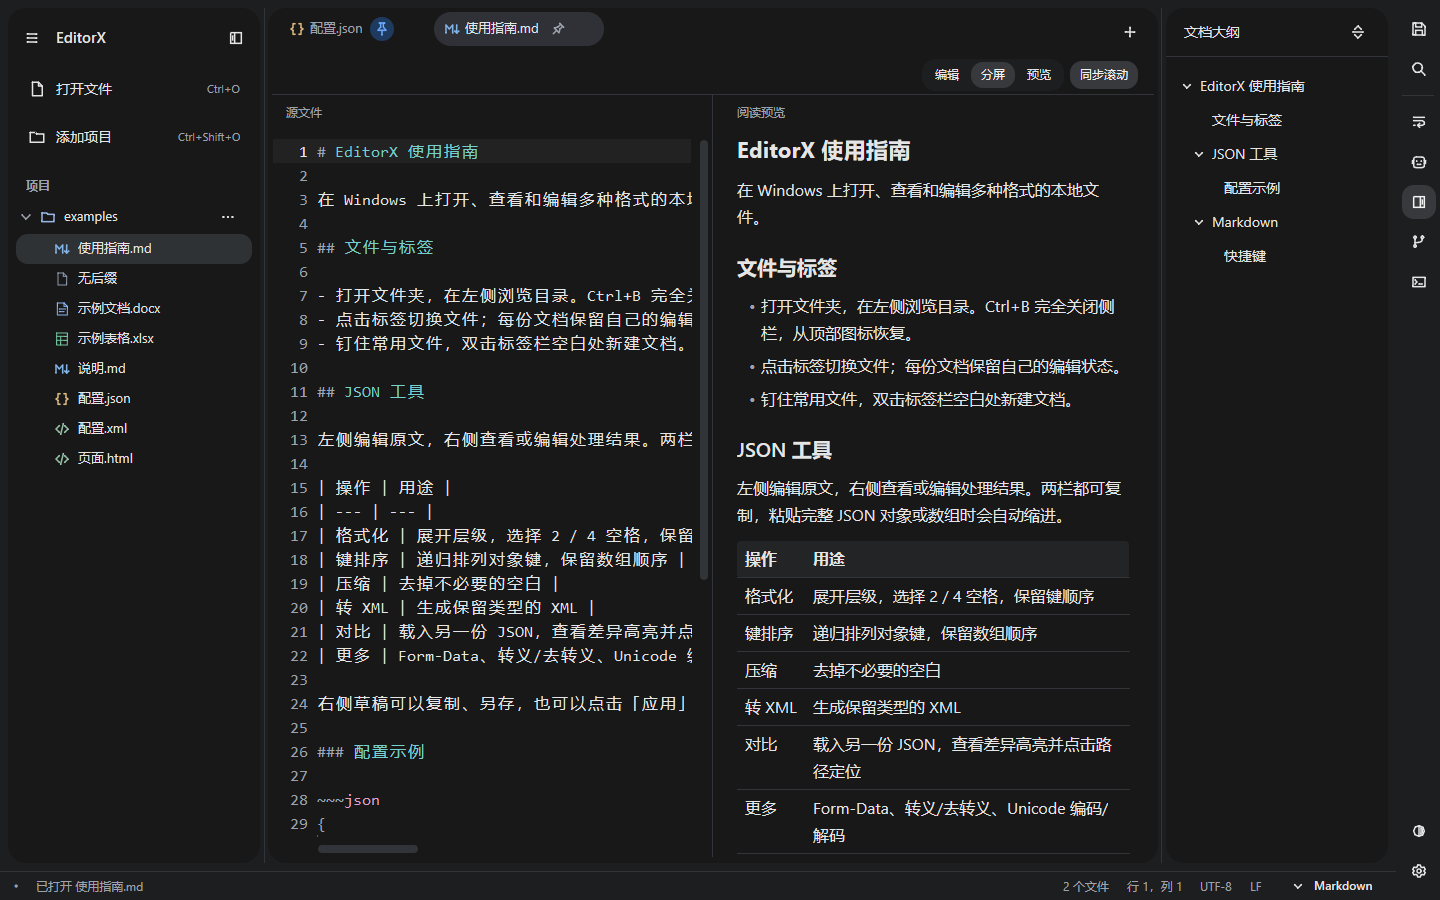 EditorX
打开文件 Ctrl+O
添加项目 Ctrl+Shift+O
项目
examples
使用指南.md
无后缀
示例文档.docx
示例表格.xlsx
说明.md
配置.json
配置.xml
页面.html
配置.json
使用指南.md
编辑 分屏 预览 同步滚动
源文件
1 # EditorX 使用指南
2
3 在 Windows 上打开、查看和编辑多种格式的本地
4
5 ## 文件与标签
6
7 - 打开文件夹，在左侧浏览目录。Ctrl+B 完全
8 - 点击标签切换文件；每份文档保留自己的编辑
9 - 钉住常用文件，双击标签栏空白处新建文档。
10
11 ## JSON 工具
12
13 左侧编辑原文，右侧查看或编辑处理结果。两栏
14
15 | 操作 | 用途 |
16 | --- | --- |
17 | 格式化 | 展开层级，选择 2 / 4 空格，保留
18 | 键排序 | 递归排列对象键，保留数组顺序 |
19 | 压缩 | 去掉不必要的空白 |
20 | 转 XML | 生成保留类型的 XML |
21 | 对比 | 载入另一份 JSON，查看差异高亮并点
22 | 更多 | Form-Data、转义/去转义、Unicode
23
24 右侧草稿可以复制、另存，也可以点击「应用」
25
26 ### 配置示例
27
28 ~~~json
29 {
阅读预览
EditorX 使用指南
在 Windows 上打开、查看和编辑多种格式的本地文
件。
文件与标签
• 打开文件夹，在左侧浏览目录。Ctrl+B 完全关闭侧
栏，从顶部图标恢复。
• 点击标签切换文件；每份文档保留自己的编辑状态。
• 钉住常用文件，双击标签栏空白处新建文档。
JSON 工具
左侧编辑原文，右侧查看或编辑处理结果。两栏都可复
制，粘贴完整 JSON 对象或数组时会自动缩进。
操作 用途
格式化 展开层级，选择 2 / 4 空格，保留键顺序
键排序 递归排列对象键，保留数组顺序
压缩 去掉不必要的空白
转 XML 生成保留类型的 XML
对比 载入另一份 JSON，查看差异高亮并点击路
径定位
更多 Form-Data、转义/去转义、Unicode 编码/
解码
文档大纲
EditorX 使用指南
文件与标签
JSON 工具
配置示例
Markdown
快捷键
已打开 使用指南.md
2 个文件 行 1，列 1 UTF-8 LF Markdown